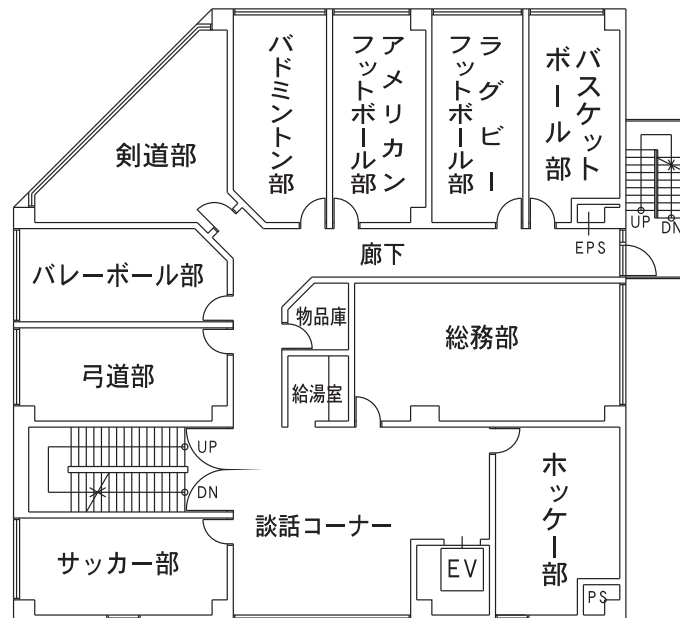 剣道部
バドミントン部
アメリカン
フットボール部
ラグビー
フットボール部
バスケット
ボール部
UP
DN
EPS
廊下
バレーボール部
物品庫
総務部
弓道部
給湯室
UP
DN
談話コーナー
ホッケー部
サッカー部
EV
PS